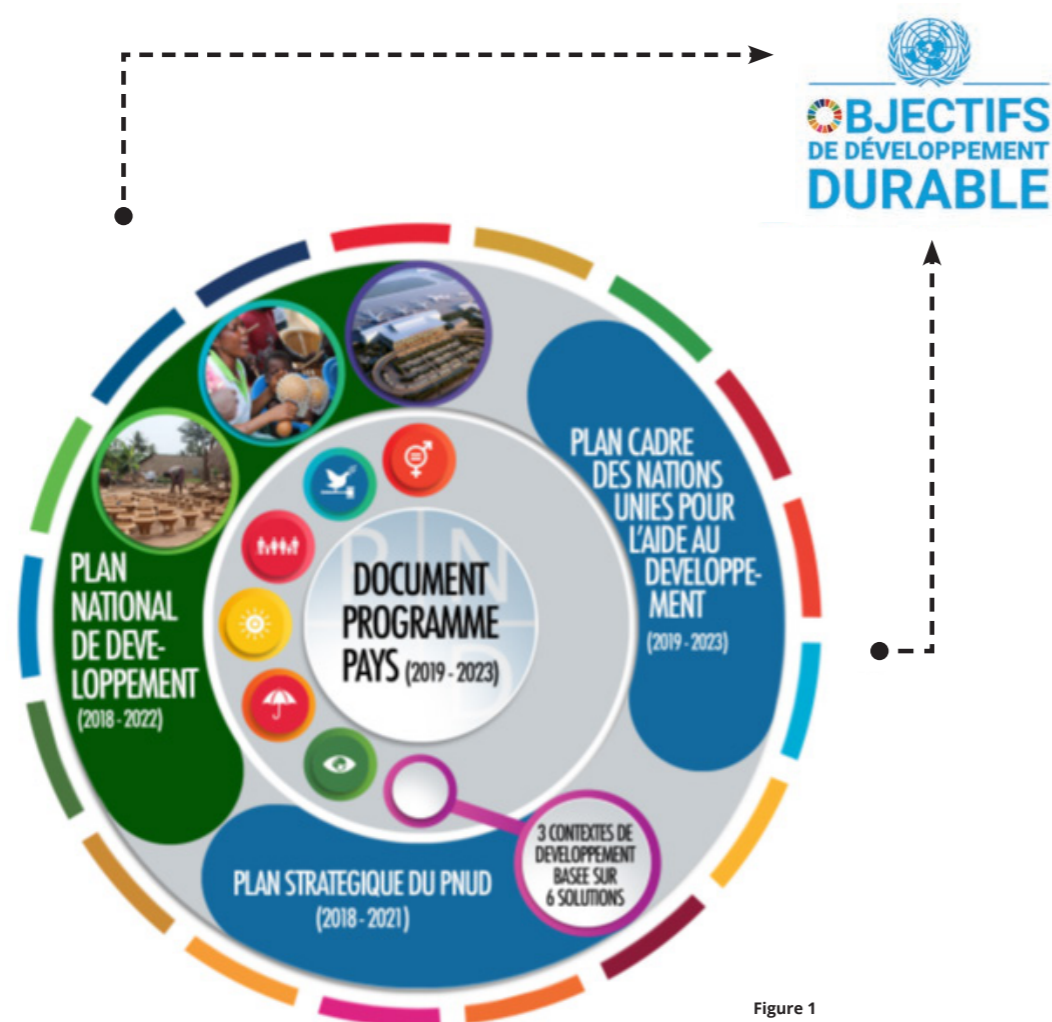 OBJECTIFS
DE DÉVELOPPEMENT
DURABLE
PLAN CADRE
DES NATIONS
UNIES POUR
L'AIDE AU
DEVELOPPE-
MENT
(2019 - 2023)
PLAN
NATIONAL
DE DEVE-
LOPPEMENT
(2018 - 2022)
DOCUMENT
PROGRAMME
PAYS (2019 - 2023)
P N
U D
3 CONTEXTES DE
DEVELOPPEMENT
BASEE SUR
6 SOLUTIONS
PLAN STRATEGIQUE DU PNUD
(2018 - 2021)
Figure 1